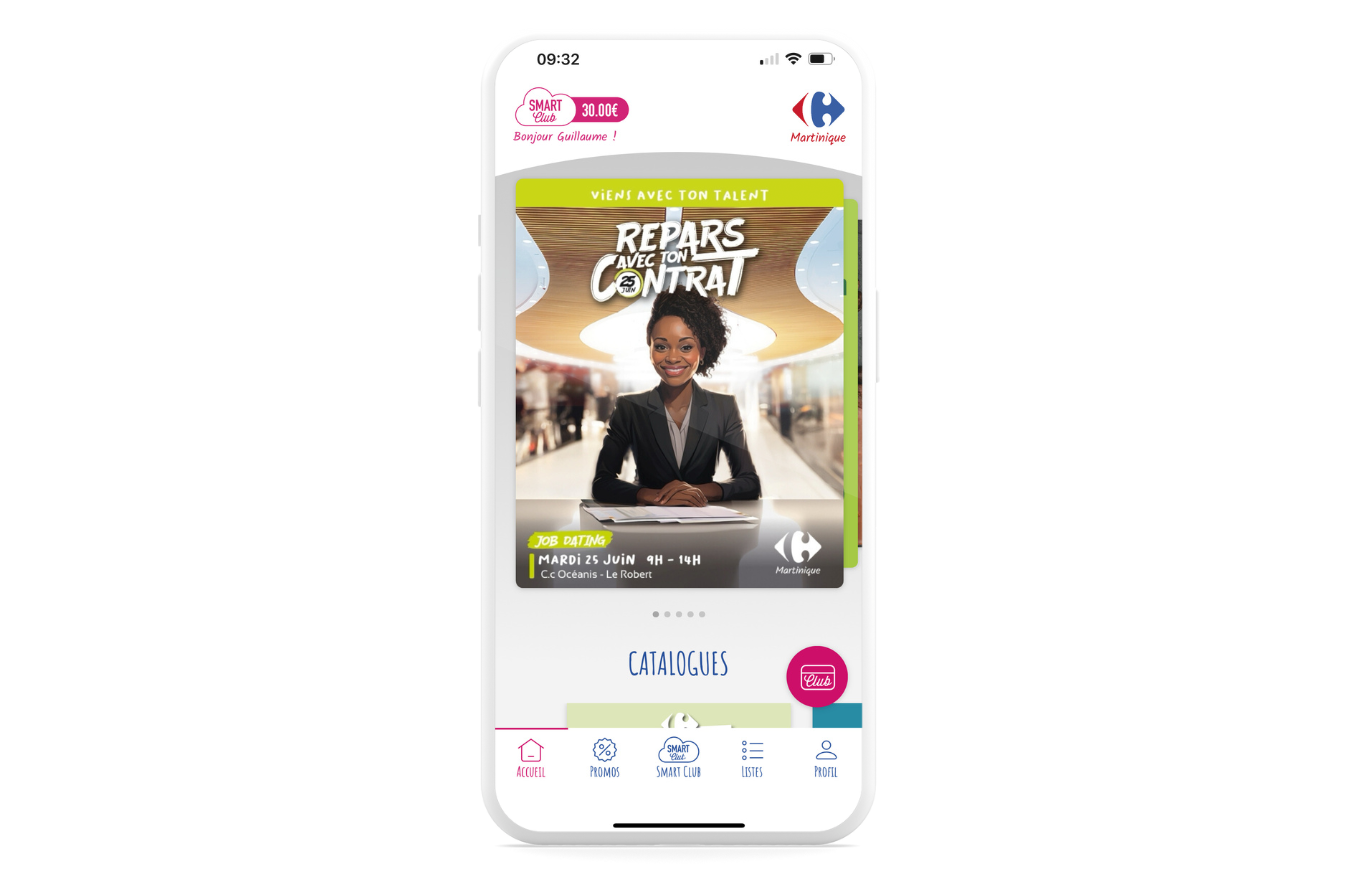 09:32
SMART
Club
30.00€
Bonjour Guillaume !
Martinique
ViENS AVEC TON TALENT
REPARS
AVEC TON
CONTRAT
25
JUIN
JOB DATING
MARDi 25 JUiN 9H - 14H
C.c Océanis - Le Robert
Martinique
CATALOGUES
Club
SMART
Club
Accueil
Promos
Smart Club
Listes
Profil